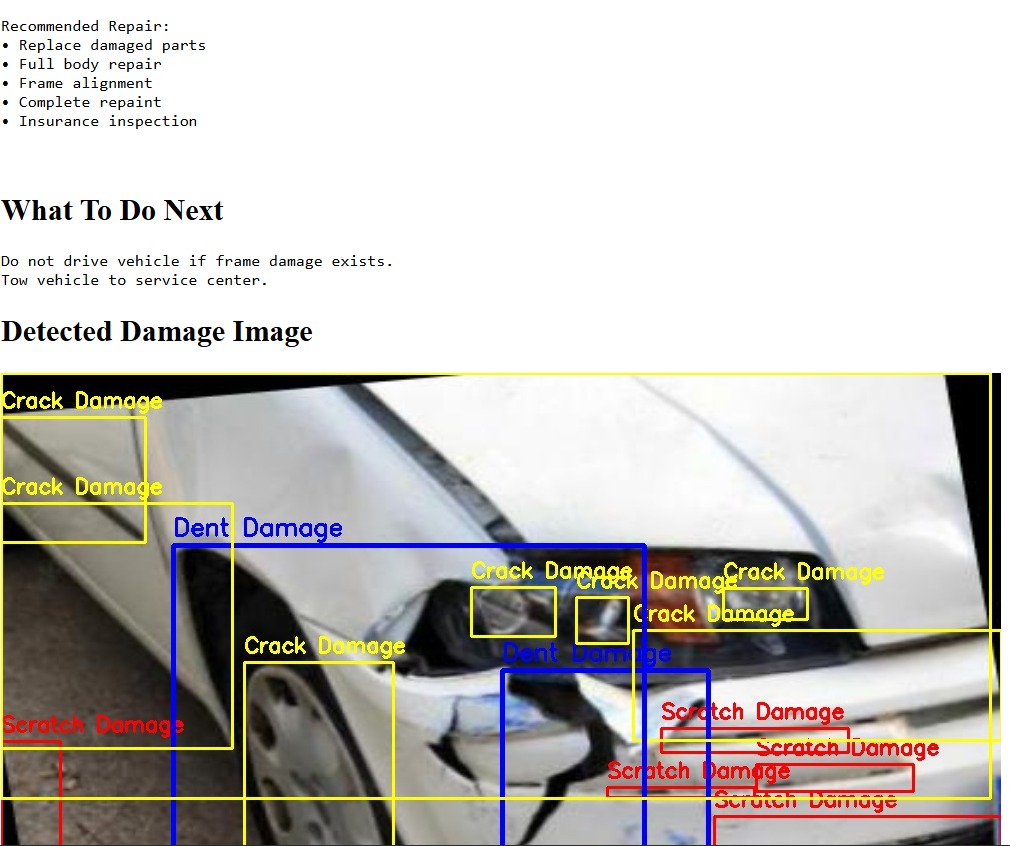 Recommended Repair:
• Replace damaged parts
• Full body repair
• Frame alignment
• Complete repaint
• Insurance inspection
What To Do Next
Do not drive vehicle if frame damage exists.
Tow vehicle to service center.
Detected Damage Image
Crack Damage
Crack Damage
Dent Damage
Crack Damage
Crack Damage
Crack Damage
Crack Damage
Crack Damage
Dent Damage
Scratch Damage
Scratch Damage
Scratch Damage
Scratch Damage
Scratch Damage